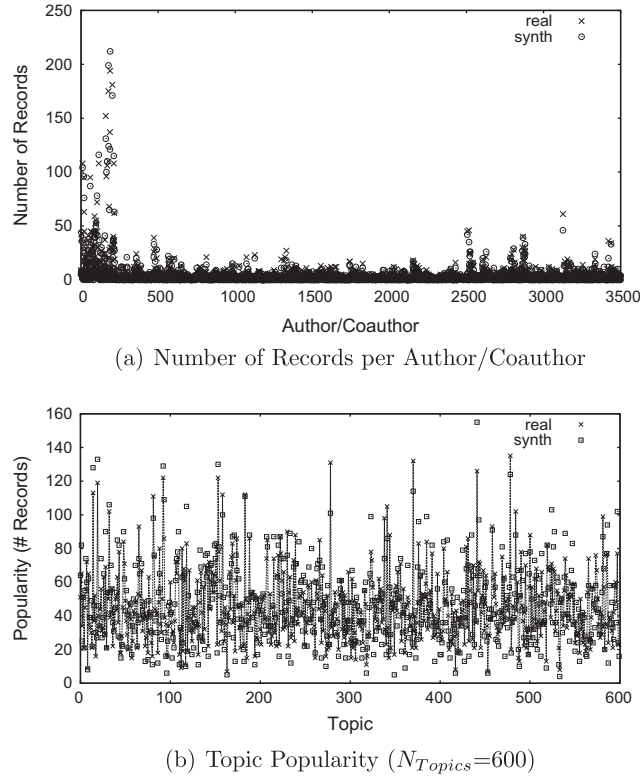 250
200
150
100
50
0
Number of Records
real
synth
0 500 1000 1500 2000 2500 3000 3500
Author/Coauthor
(a) Number of Records per Author/Coauthor
160
140
120
100
80
60
40
20
0
Popularity (# Records)
real
synth
0 100 200 300 400 500 600
Topic
(b) Topic Popularity (N_{Topics}=600)